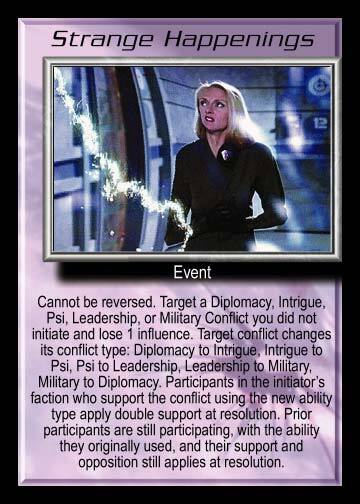 Strange Happenings
12
Event
Cannot be reversed. Target a Diplomacy, Intrigue,
Psi, Leadership, or Military Conflict you did not
initiate and lose 1 influence. Target conflict changes
its conflict type: Diplomacy to Intrigue, Intrigue to
Psi, Psi to Leadership, Leadership to Military,
Military to Diplomacy. Participants in the initiator's
faction who support the conflict using the new ability
type apply double support at resolution. Prior
participants are still participating, with the ability
they originally used, and their support and
opposition still applies at resolution.